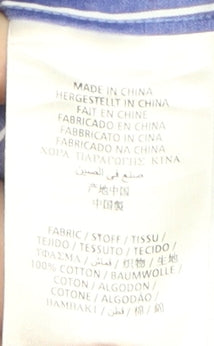 MADE IN CHINA
HERGESTELLT IN CHINA
FAIT EN CHINE
FABRICADO EN CHINA
FABBRICATO IN CINA
FABRICADO NA CHINA
ΧΩΡΑ ΠΑΡΑΓΩΓΗΣ ΚΙΝΑ
صنع في الصين
产地中国
中国製
FABRIC / STOFF / TISSU /
TEJIDO / TESSUTO / TECIDO /
ΥΦΑΣΜΑ / قماش / 织物 / 生地
100% COTTON / BAUMWOLLE /
COTON / ALGODÓN /
COTONE / ALGODÃO /
ΒΑΜΒΑΚΙ / قطن / 棉 / 綿